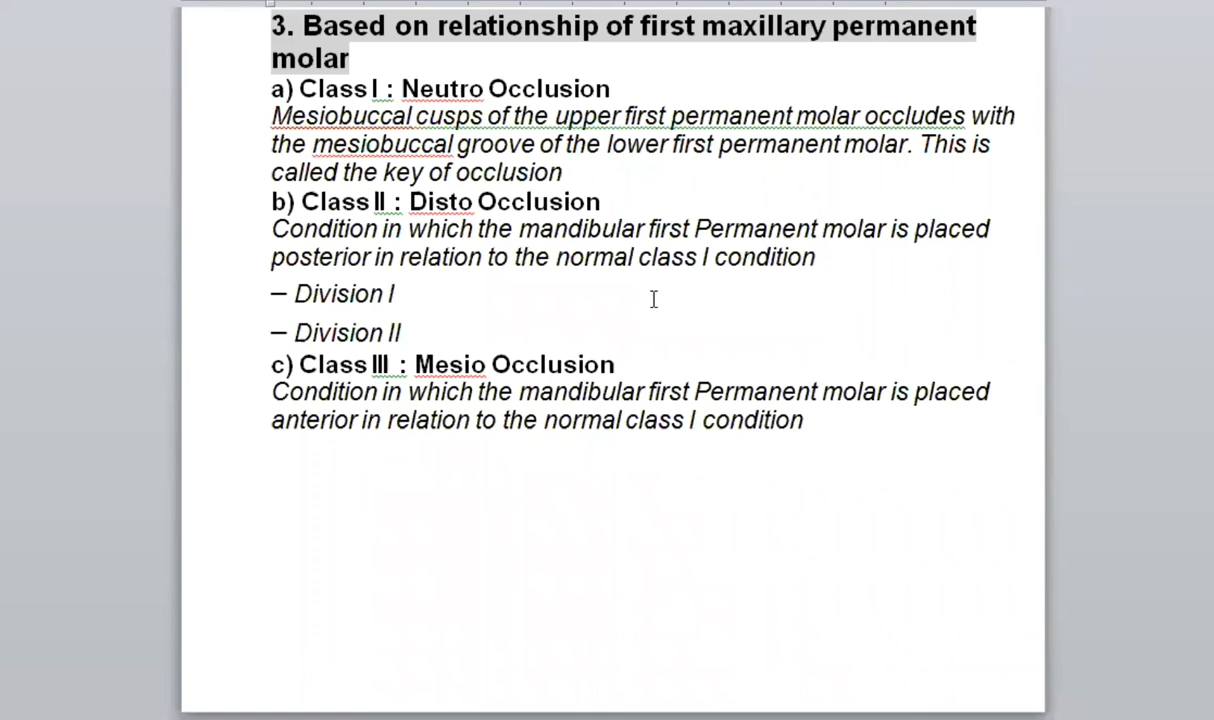 3. Based on relationship of first maxillary permanent
molar
a) Class I : Neutro Occlusion
Mesiobuccal cusps of the upper first permanent molar occludes with
the mesiobuccal groove of the lower first permanent molar. This is
called the key of occlusion
b) Class II : Disto Occlusion
Condition in which the mandibular first Permanent molar is placed
posterior in relation to the normal class I condition
– Division I
– Division II
c) Class III : Mesio Occlusion
Condition in which the mandibular first Permanent molar is placed
anterior in relation to the normal class I condition